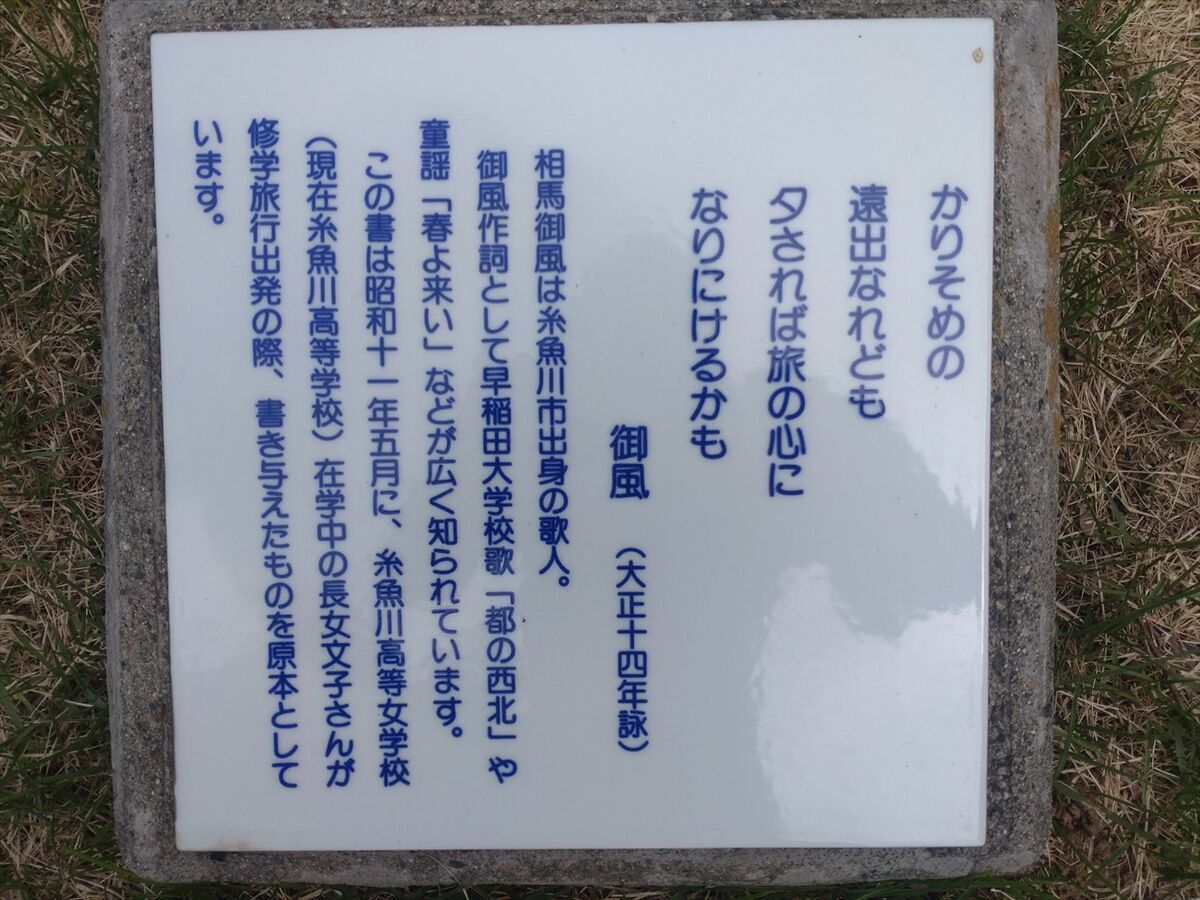 かりそめの
遠出なれども
夕されば旅の心に
なりにけるかも
御風 （大正十四年詠）
相馬御風は糸魚川市出身の歌人。
御風作詞として早稲田大学校歌「都の西北」や
童謡「春よ来い」などが広く知られています。
この書は昭和十一年五月に、糸魚川高等女学校
（現在糸魚川高等学校）在学中の長女文子さんが
修学旅行出発の際、書き与えたものを原本として
います。